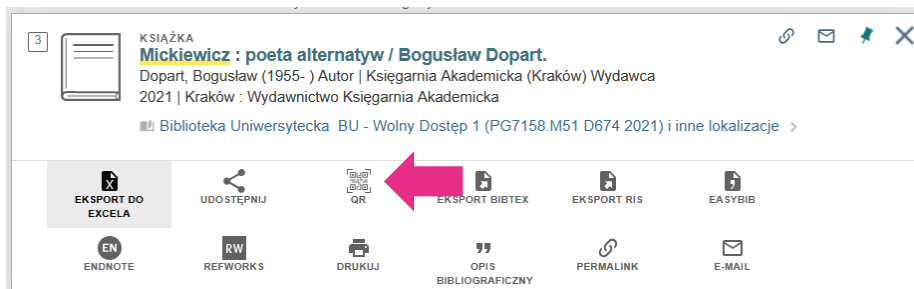 3
KSIĄŻKA
Mickiewicz : poeta alternatyw / Bogusław Dopart.
Dopart, Bogusław (1955- ) Autor | Księgarnia Akademicka (Kraków) Wydawca
2021 | Kraków : Wydawnictwo Księgarnia Akademicka
Biblioteka Uniwersytecka BU - Wolny Dostęp 1 (PG7158.M51 D674 2021) i inne lokalizacje >
EKSPORT DO
EXCELA
UDOSTĘPNIJ
QR
EKSPORT BIBTEX
EKSPORT RIS
EASYBIB
EN
ENDNOTE
RW
REFWORKS
DRUKUJ
OPIS
BIBLIOGRAFICZNY
PERMALINK
E-MAIL